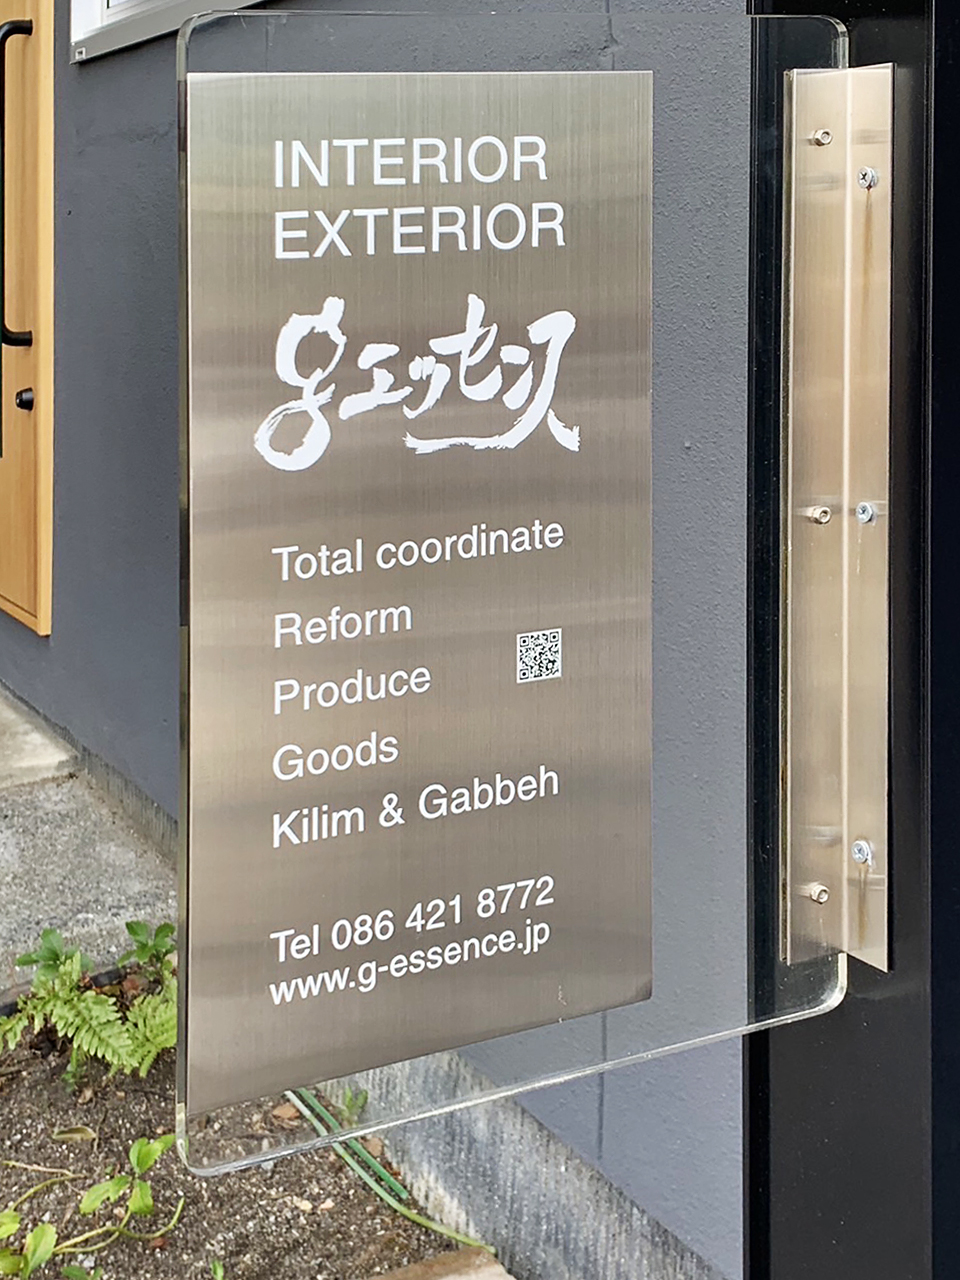 INTERIOR
EXTERIOR
gエッセンス
Total coordinate
Reform
Produce
Goods
Kilim & Gabbeh
Tel 086 421 8772
www.g-essence.jp